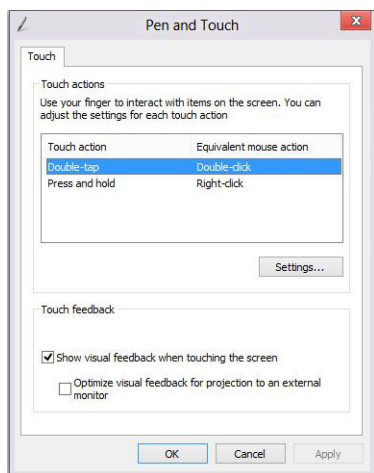 Pen and Touch
Touch
Touch actions
Use your finger to interact with items on the screen. You can
adjust the settings for each touch action
Touch action Equivalent mouse action
Double-tap Double-click
Press and hold Right-click
Settings...
Touch feedback
Show visual feedback when touching the screen
Optimize visual feedback for projection to an external
monitor
OK Cancel Apply